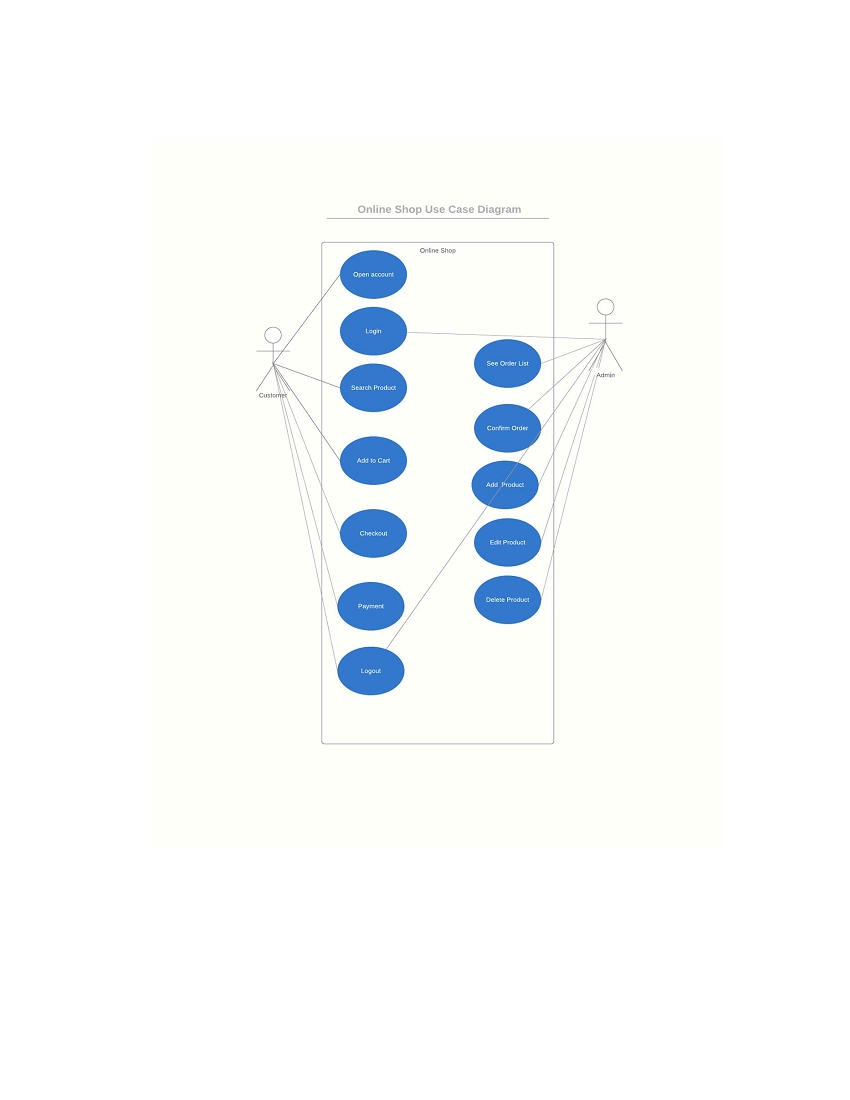 Online Shop Use Case Diagram
Online Shop
Open account
Login
See Order List
Admin
Search Product
Customer
Confirm Order
Add to Cart
Add Product
Checkout
Edit Product
Payment
Delete Product
Logout